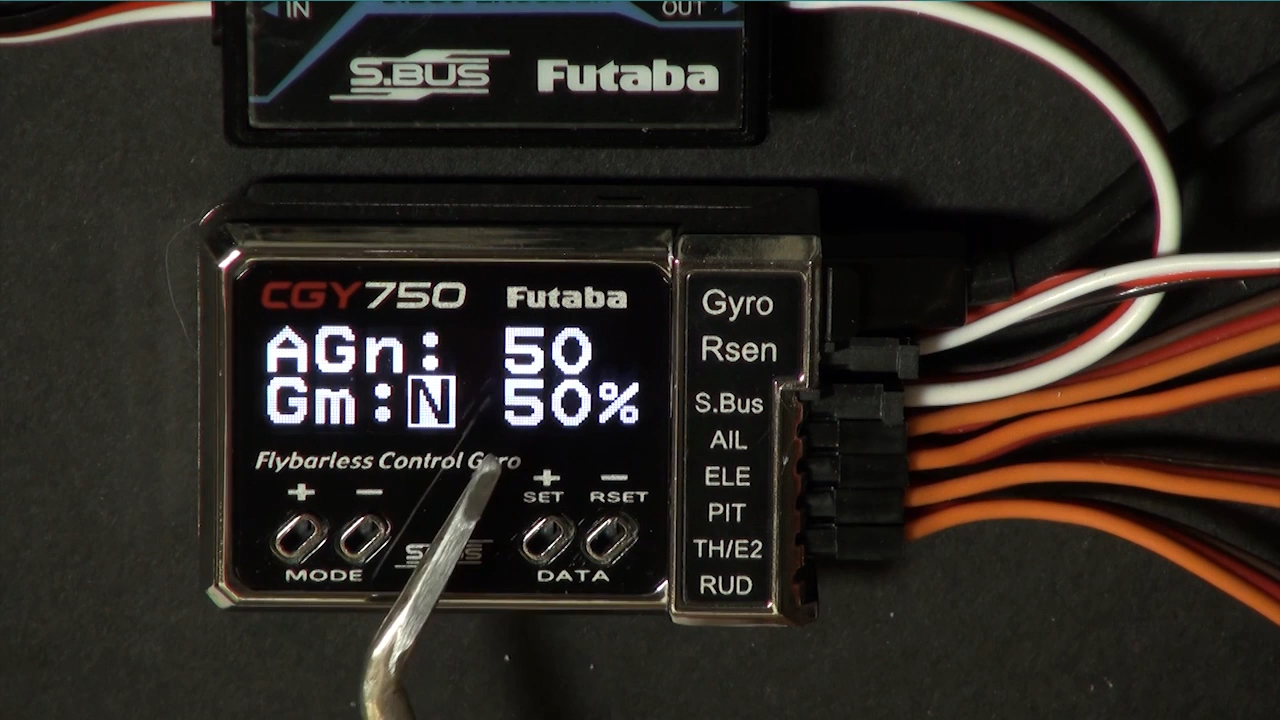 IN
OUT
S.BUS Futaba
CGY750 Futaba
AGn: 50
Gm:N 50%
Flybarless Control Gyro
+ − + −
SET RSET
MODE DATA
Gyro
Rsen
S.Bus
AIL
ELE
PIT
TH/E2
RUD